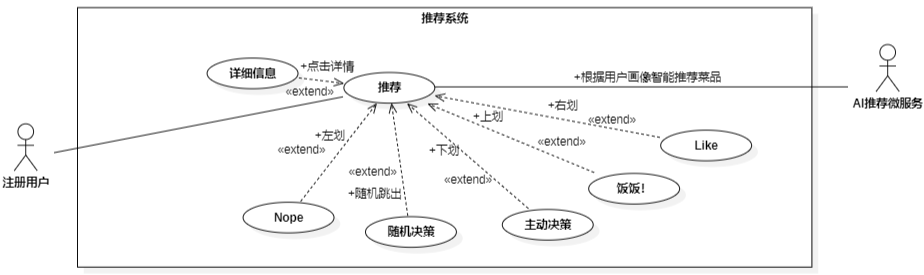 推荐系统
详细信息
+点击详情
«extend»
推荐
+根据用户画像智能推荐菜品
AI推荐微服务
注册用户
+左划
«extend»
«extend»
+随机跳出
+下划
«extend»
+上划
«extend»
+右划
«extend»
Like
饭饭!
Nope
随机决策
主动决策